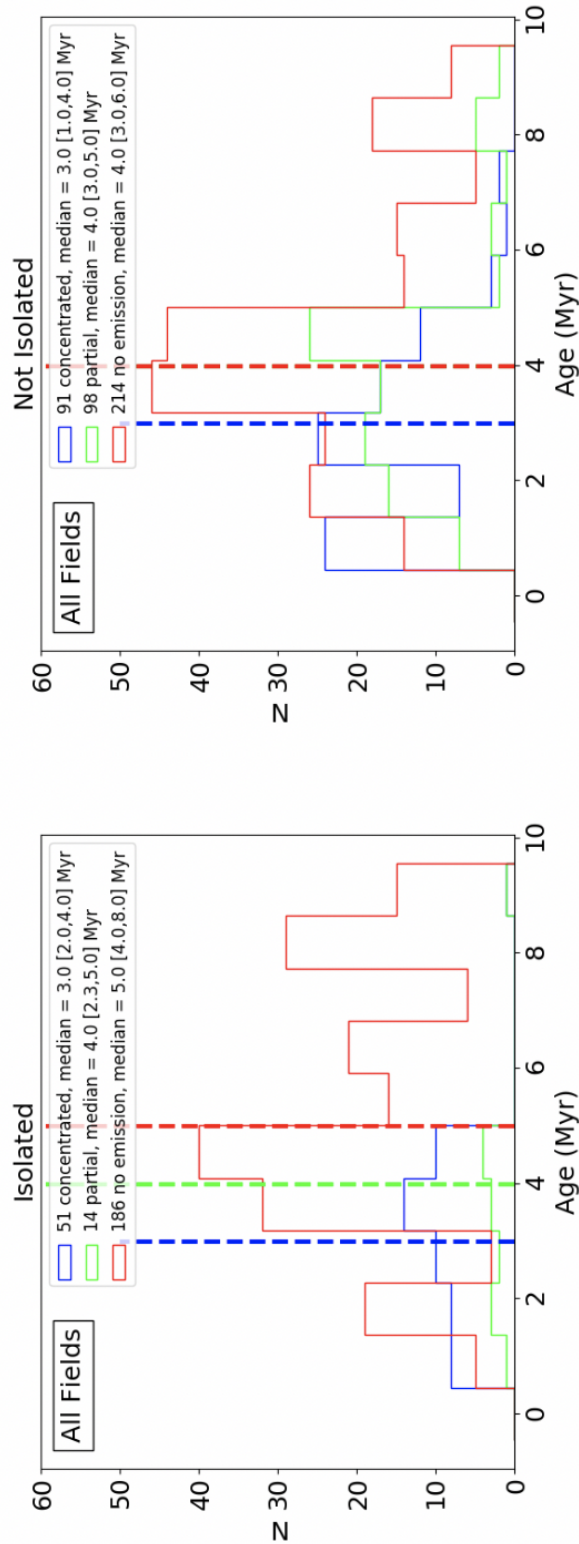 Isolated
All Fields
51 concentrated, median = 3.0 [2.0,4.0] Myr
14 partial, median = 4.0 [2.3,5.0] Myr
186 no emission, median = 5.0 [4.0,8.0] Myr
60
50
40
30
20
10
0
N
0 2 4 6 8 10
Age (Myr)
Not Isolated
All Fields
91 concentrated, median = 3.0 [1.0,4.0] Myr
98 partial, median = 4.0 [3.0,5.0] Myr
214 no emission, median = 4.0 [3.0,6.0] Myr
60
50
40
30
20
10
0
N
0 2 4 6 8 10
Age (Myr)